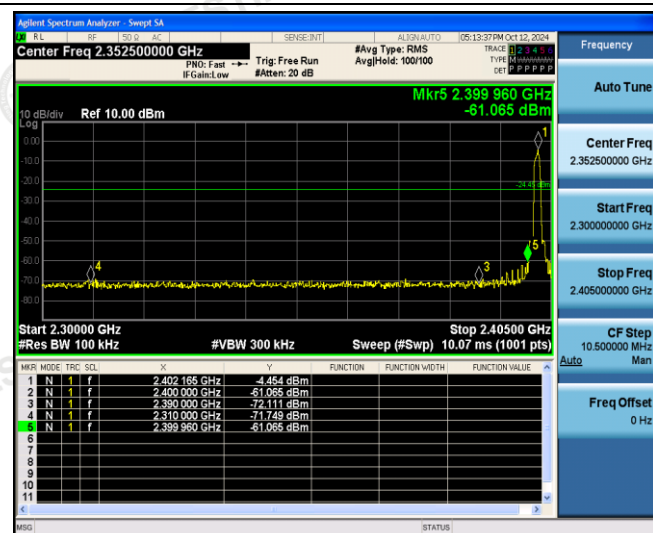 Agilent Spectrum Analyzer - Swept SA
RL RF 50 Ω AC SENSE:INT ALIGN AUTO 05:13:37 PM Oct 12, 2024
Center Freq 2.352500000 GHz
PNO: Fast
IFGain:Low
Trig: Free Run
#Atten: 20 dB
#Avg Type: RMS
Avg|Hold: 100/100
TRACE 1 2 3 4 5 6
TYPE M
DET P P P P P P
Mkr5 2.399 960 GHz
-61.065 dBm
10 dB/div Ref 10.00 dBm
Log
0.00
-10.0
-20.0
-30.0
-40.0
-50.0
-60.0
-70.0
-80.0
-24.45 dBm
1
5
4
3
Start 2.30000 GHz Stop 2.40500 GHz
#Res BW 100 kHz #VBW 300 kHz Sweep (#Swp) 10.07 ms (1001 pts)
MKR MODE TRC SCL X Y FUNCTION FUNCTION WIDTH FUNCTION VALUE
1 N 1 f 2.402 165 GHz -4.454 dBm
2 N 1 f 2.400 000 GHz -61.065 dBm
3 N 1 f 2.390 000 GHz -72.111 dBm
4 N 1 f 2.310 000 GHz -71.749 dBm
5 N 1 f 2.399 960 GHz -61.065 dBm
6
7
8
9
10
11
MSG STATUS
Frequency
Auto Tune
Center Freq
2.352500000 GHz
Start Freq
2.300000000 GHz
Stop Freq
2.405000000 GHz
CF Step
10.500000 MHz
Auto Man
Freq Offset
0 Hz